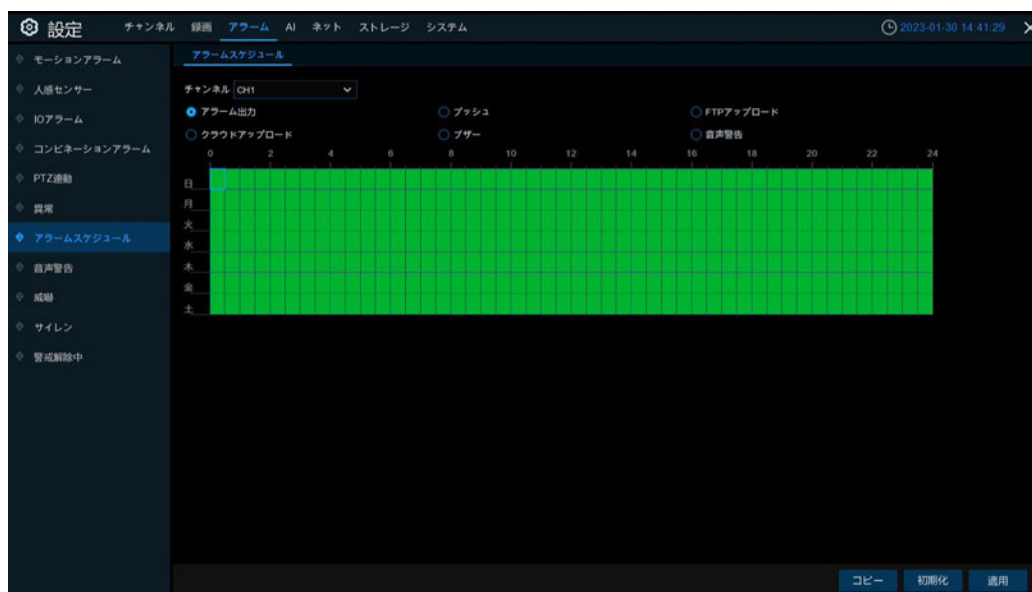 設定 チャンネル 録画 アラーム AI ネット ストレージ システム 2023-01-30 14:41:29
モーションアラーム
人感センサー
IOアラーム
コンビネーションアラーム
PTZ連動
異常
アラームスケジュール
音声警告
威嚇
サイレン
警戒解除中
アラームスケジュール
チャンネル CH1
アラーム出力 プッシュ FTPアップロード
クラウドアップロード ブザー 音声警告
0 2 4 6 8 10 12 14 16 18 20 22 24
日
月
火
水
木
金
土
コピー 初期化 適用